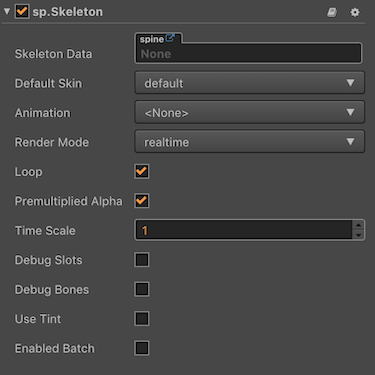 sp.Skeleton
spine
Skeleton Data None
Default Skin default
Animation <None>
Render Mode realtime
Loop
Premultiplied Alpha
Time Scale 1
Debug Slots
Debug Bones
Use Tint
Enabled Batch